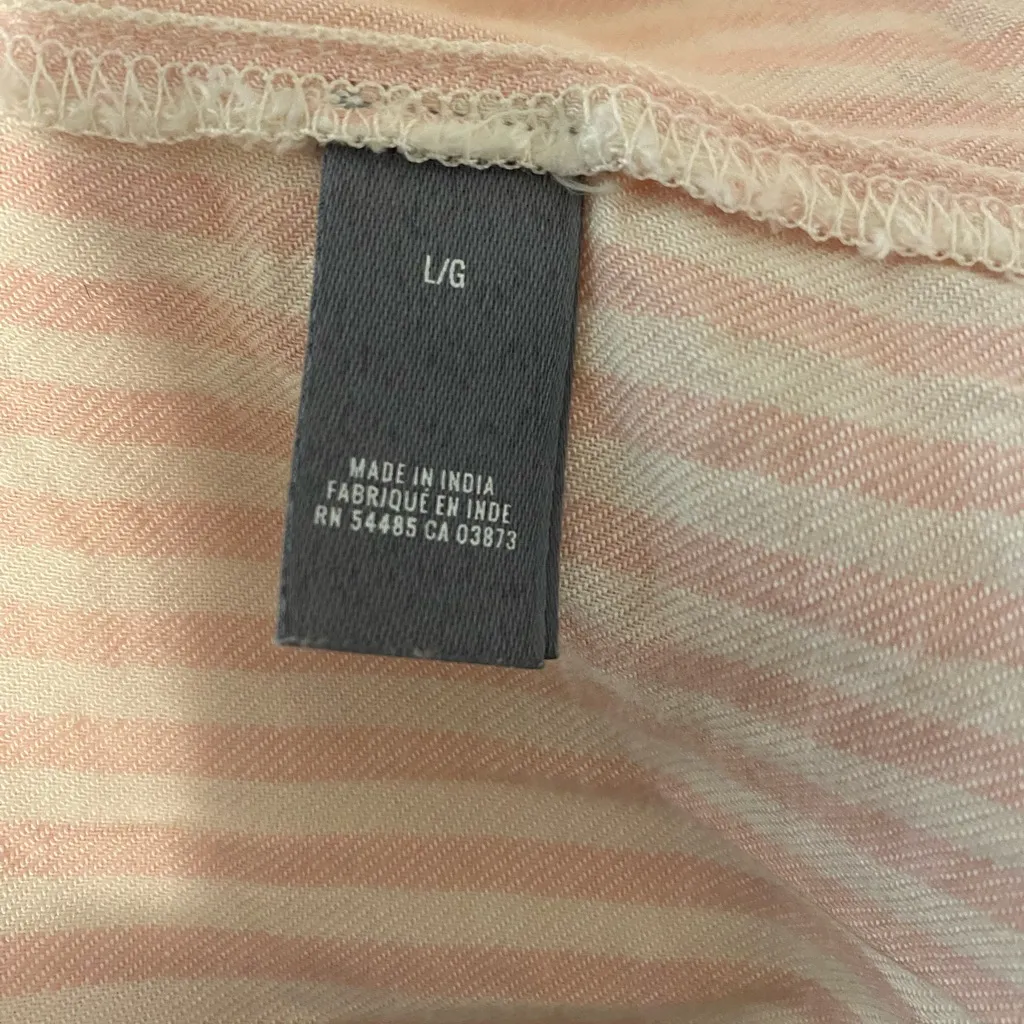 L/G
MADE IN INDIA
FABRIQUÉ EN INDE
RN 54485 CA 03873